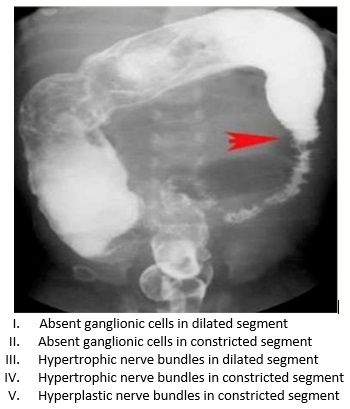 I. Absent ganglionic cells in dilated segment
II. Absent ganglionic cells in constricted segment
III. Hypertrophic nerve bundles in dilated segment
IV. Hypertrophic nerve bundles in constricted segment
V. Hyperplastic nerve bundles in constricted segment